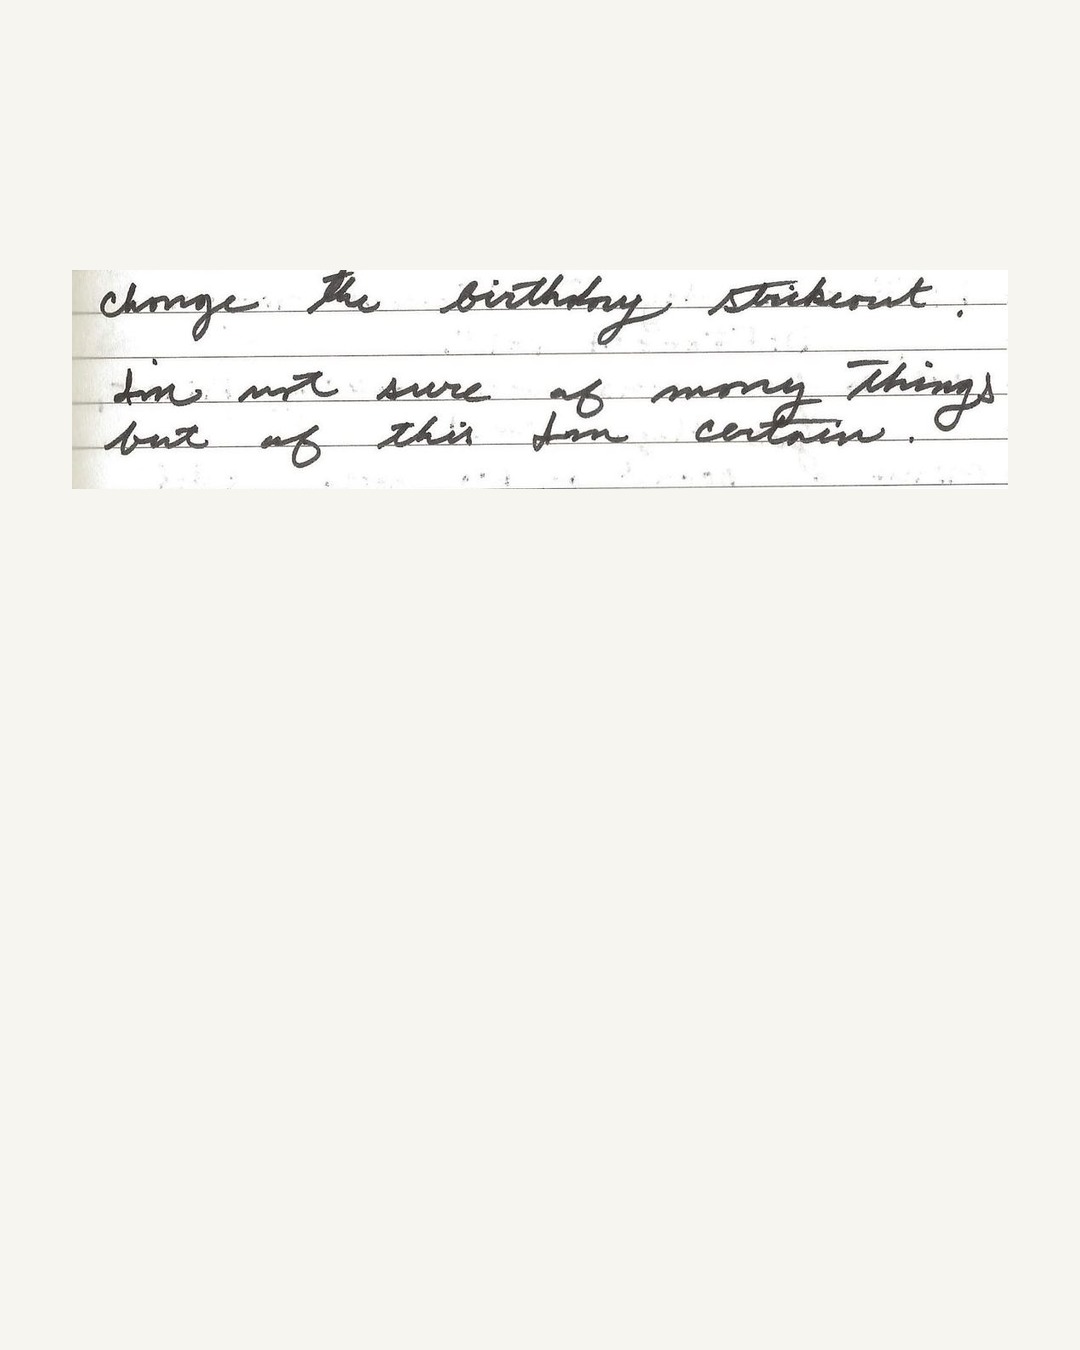 change the birthday strikeout.
I'm not sure of many things
but of this I'm certain.